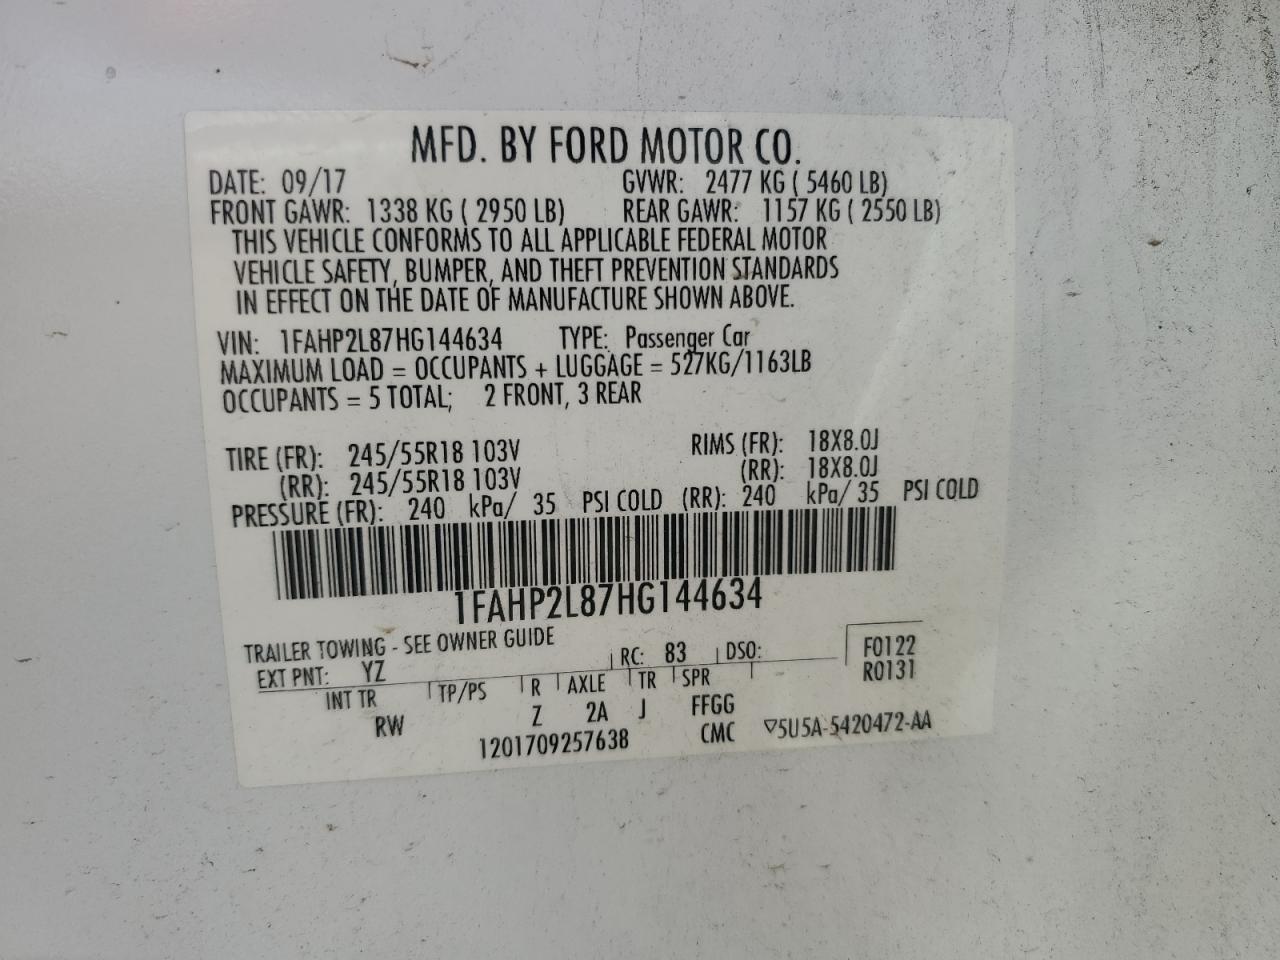 MFD. BY FORD MOTOR CO.
DATE: 09/17 GVWR: 2477 KG ( 5460 LB)
FRONT GAWR: 1338 KG ( 2950 LB) REAR GAWR: 1157 KG ( 2550 LB)
THIS VEHICLE CONFORMS TO ALL APPLICABLE FEDERAL MOTOR
VEHICLE SAFETY, BUMPER, AND THEFT PREVENTION STANDARDS
IN EFFECT ON THE DATE OF MANUFACTURE SHOWN ABOVE.
VIN: 1FAHP2L87HG144634 TYPE: Passenger Car
MAXIMUM LOAD = OCCUPANTS + LUGGAGE = 527KG/1163LB
OCCUPANTS = 5 TOTAL; 2 FRONT, 3 REAR
TIRE (FR): 245/55R18 103V RIMS (FR): 18X8.0J
(RR): 245/55R18 103V (RR): 18X8.0J
PRESSURE (FR): 240 kPa/ 35 PSI COLD (RR): 240 kPa/ 35 PSI COLD
1FAHP2L87HG144634
TRAILER TOWING - SEE OWNER GUIDE
EXT PNT: YZ RC: 83 DSO: F0122
INT TR TP/PS R AXLE TR SPR R0131
RW Z 2A J FFGG
1201709257638 CMC ▽5U5A-5420472-AA